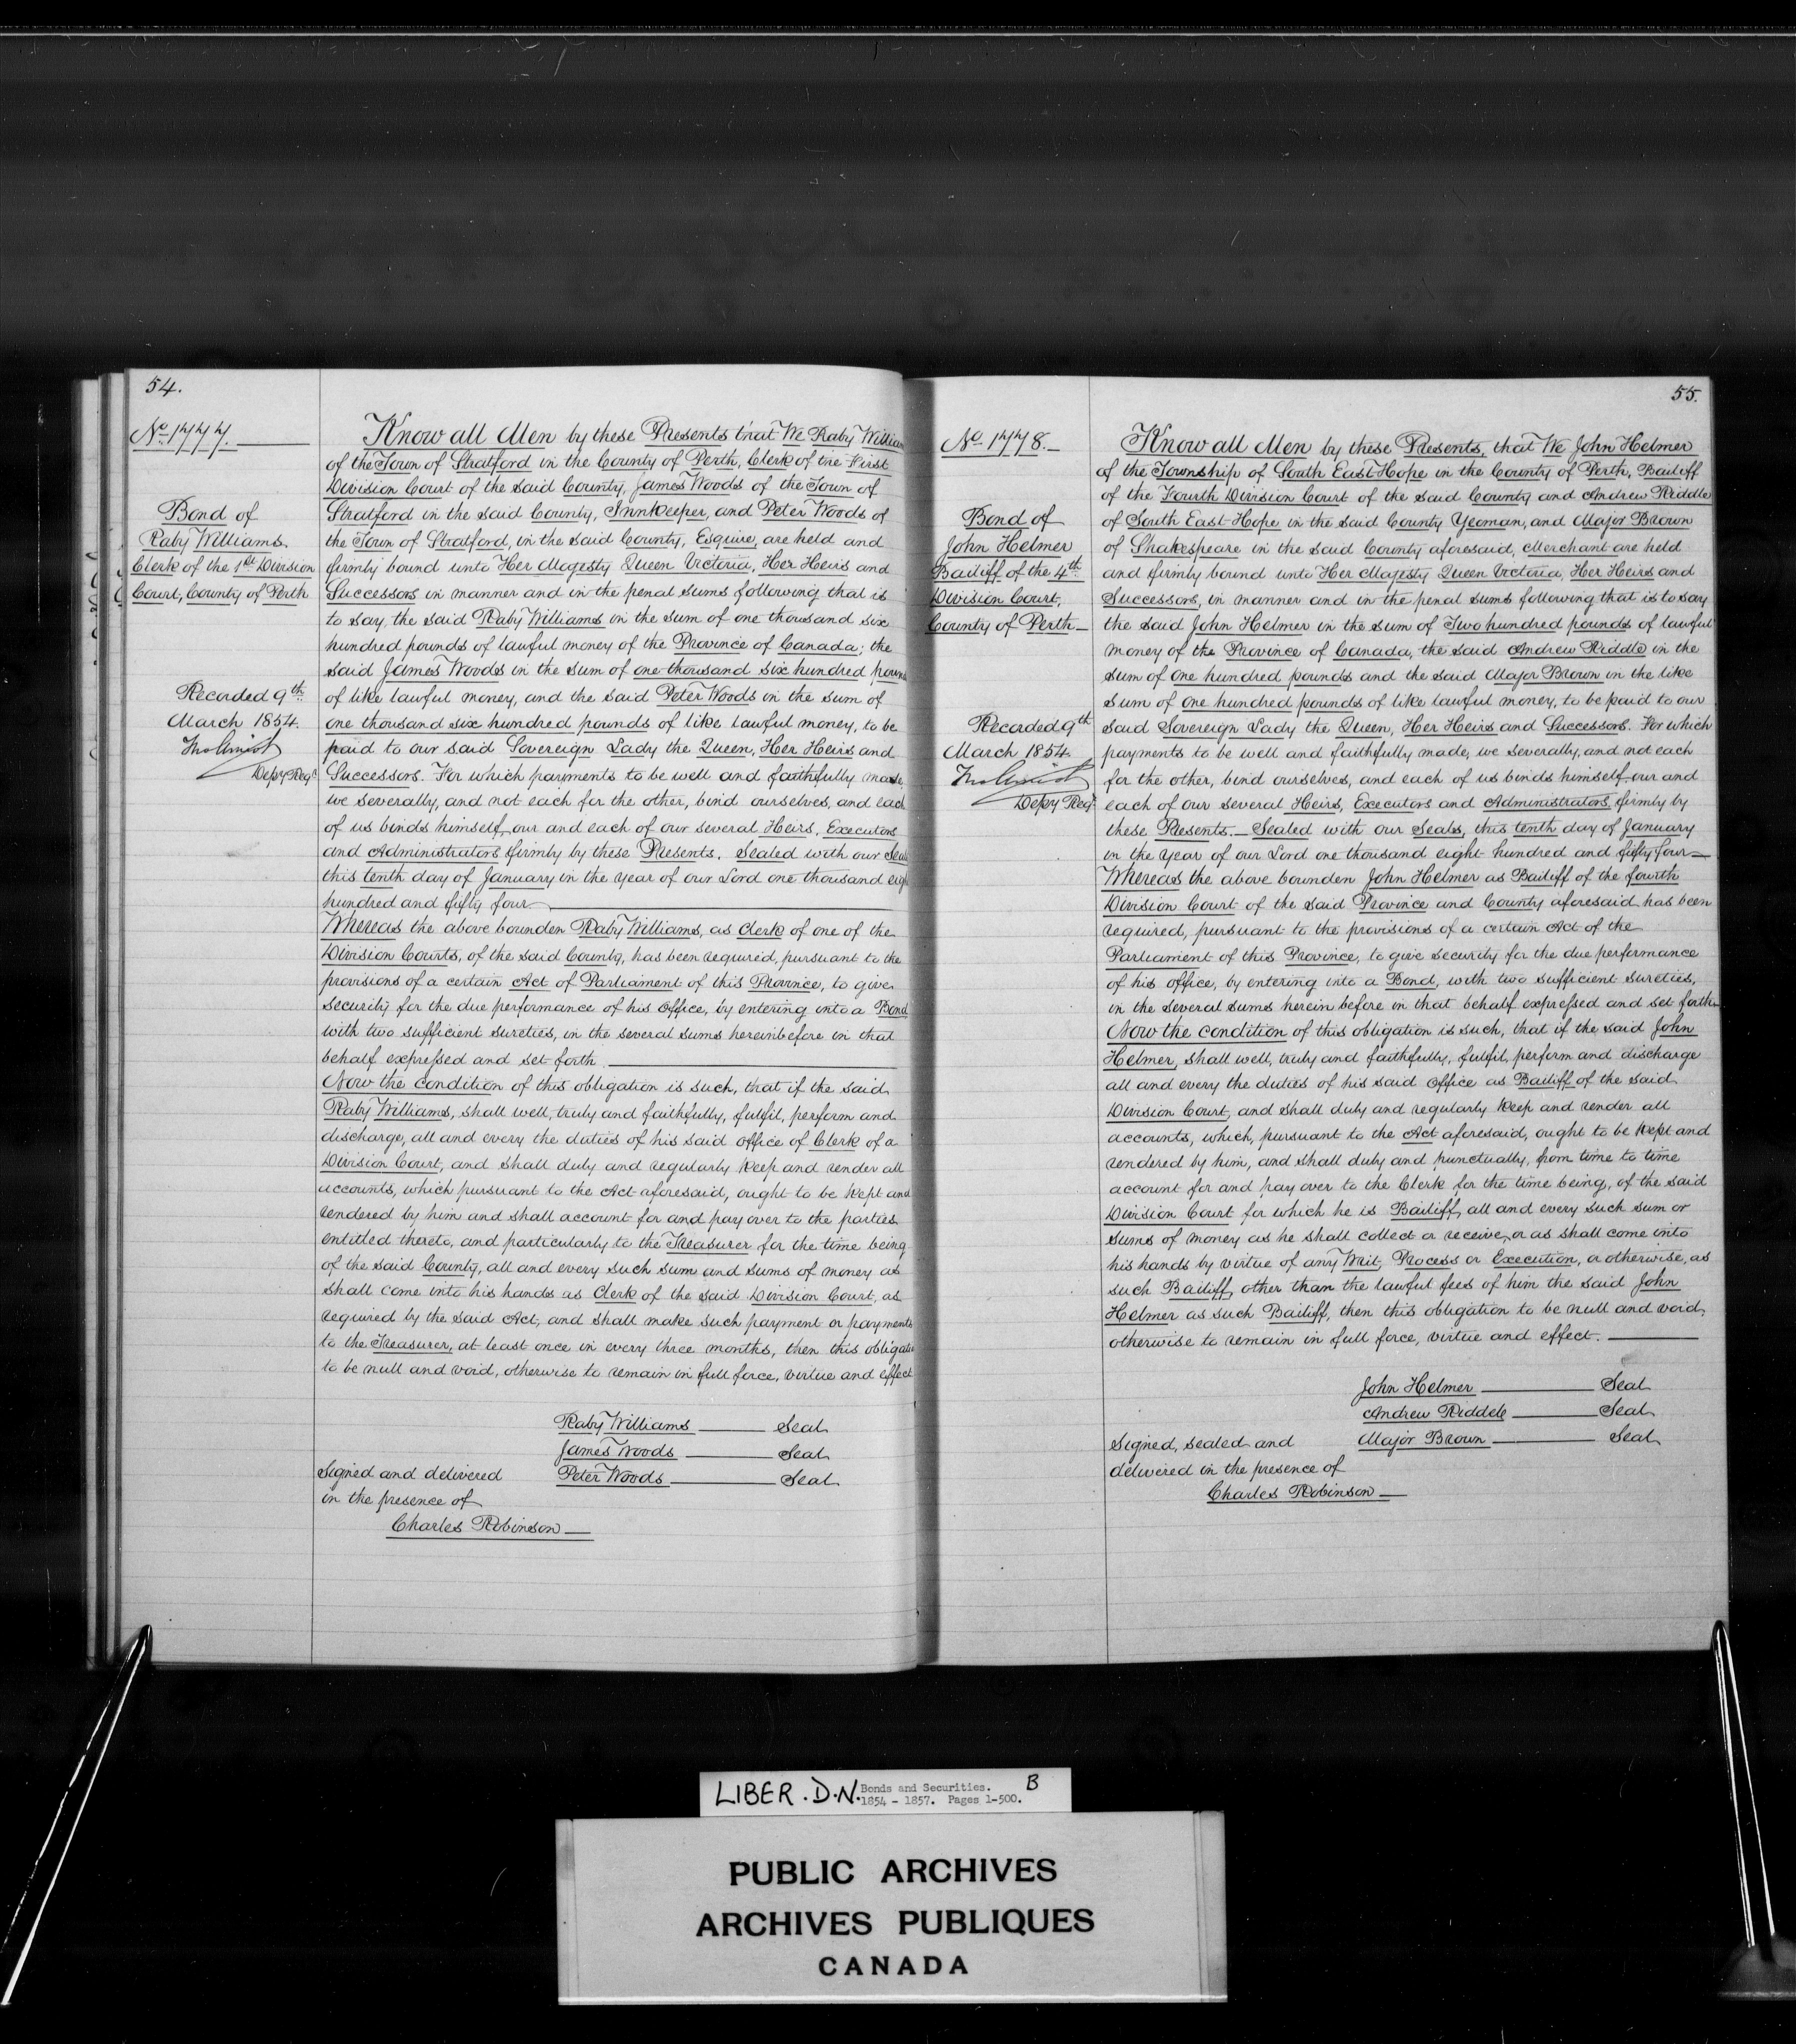 54.
No 1777.
Bond of
Raby Williams
Clerk of the 1st Division
Court, County of Perth
Recorded 9th
March 1854.
Depy Regr
Know all Men by these Presents that We Raby William
of the Town of Stratford in the County of Perth, Clerk of the First
Division Court of the said County, James Woods of the Town of
Stratford in the said County, Innkeeper, and Peter Woods of
the Town of Stratford, in the said County, Esquire, are held and
firmly bound unto Her Magesty Queen Victoria, Her Heirs and
Successors in manner and in the penal sums following that is
to say, the said Raby Williams in the sum of one thousand six
hundred pounds of lawful money of the Province of Canada; the
said James Woods in the sum of one thousand six hundred pounds
of like lawful money, and the said Peter Woods in the sum of
one thousand six hundred pounds of like lawful money, to be
paid to our said Sovereign Lady the Queen, Her Heirs and
Successors. For which payments to be well and faithfully made,
we severally, and not each for the other, bind ourselves, and each
of us binds himself, our and each of our several Heirs, Executors
and Administrators firmly by these Presents. Sealed with our Seals
this tenth day of January in the year of our Lord one thousand eigh
hundred and fifty four
Whereas the above bounden Raby Williams, as Clerk of one of the
Division Courts, of the said County, has been required, pursuant to the
provisions of a certain Act of Parliament of this Province, to give
security for the due performance of his office, by entering into a Bond
with two sufficient sureties, in the several sums hereinbefore in that
behalf expressed and set forth.
Now the condition of this obligation is such, that if the said
Raby Williams, shall well, truly and faithfully, fulfil, perform and
discharge, all and every the duties of his said office of Clerk of a
Division Court, and shall duly and regularly keep and render all
accounts, which pursuant to the Act aforesaid, ought to be kept and
rendered by him and shall account for and pay over to the parties
entitled thereto, and particularly to the Treasurer for the time being
of the said County, all and every such sum and sums of money as
shall come into his hands as Clerk of the said Division Court, as
required by the said Act, and shall make such payment or payments
to the Treasurer, at least once in every three months, then this obligatio
to be null and void, otherwise to remain in full force, virtue and effect
Raby Williams Seal
James Woods Seal
Signed and delivered Peter Woods Seal
in the presence of
Charles Robinson
55.
No 1778.
Bond of
John Helmer
Bailiff of the 4th
Division Court,
County of Perth
Recorded 9th
March 1854.
Depy Regr
Know all Men by these Presents, that We John Helmer
of the Township of South East Hope in the County of Perth, Bailiff
of the Fourth Division Court of the said County and Andrew Riddle
of South East Hope in the said County Yeoman, and Major Brown
of Shakespeare in the said County aforesaid, Merchant are held
and firmly bound unto Her Majesty Queen Victoria, Her Heirs and
Successors, in manner and in the penal sums following that is to say
the said John Helmer in the sum of Two hundred pounds of lawful
money of the Province of Canada, the said Andrew Riddle in the
sum of one hundred pounds and the said Major Brown in the like
sum of one hundred pounds of like lawful money, to be paid to our
said Sovereign Lady the Queen, Her Heirs and Successors. For which
payments to be well and faithfully made, we severally, and not each
for the other, bind ourselves, and each of us binds himself our and
each of our several Heirs, Executors and Administrators firmly by
these Presents. Sealed with our Seals, this tenth day of January
in the year of our Lord one thousand eight hundred and fifty four
Whereas the above bounden John Helmer as Bailiff of the fourth
Division Court of the said Province and County aforesaid has been
required, pursuant to the provisions of a certain Act of the
Parliament of this Province, to give security for the due performance
of his office, by entering into a Bond, with two sufficient sureties,
in the several sums herein before in that behalf expressed and set forth
Now the condition of this obligation is such, that if the said John
Helmer, shall well, truly and faithfully, fulfil, perform and discharge
all and every the duties of his said office as Bailiff of the said
Division Court, and shall duly and regularly keep and render all
accounts, which, pursuant to the Act aforesaid, ought to be kept and
rendered by him, and shall duly and punctually, from time to time
account for and pay over to the Clerk for the time being, of the said
Division Court for which he is Bailiff, all and every such sum or
sums of money as he shall collect or receive, or as shall come into
his hands by virtue of any Writ, Process or Execution, or otherwise, as
such Bailiff, other than the lawful fees of him the said John
Helmer as such Bailiff, then this obligation to be null and void,
otherwise to remain in full force, virtue and effect.
John Helmer Seal
Andrew Riddell Seal
Signed, sealed and Major Brown Seal
delivered in the presence of
Charles Robinson
LIBER. D.N. Bonds and Securities. B
1854 - 1857. Pages 1-500.
PUBLIC ARCHIVES
ARCHIVES PUBLIQUES
CANADA